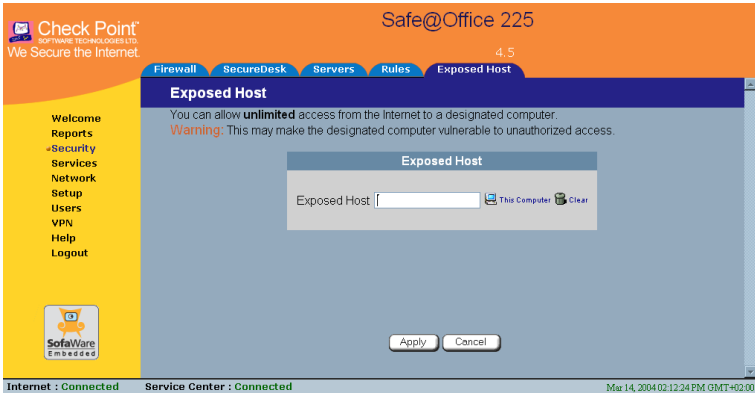 Check Point™
SOFTWARE TECHNOLOGIES LTD.
We Secure the Internet.
Safe@Office 225
4.5
Firewall
SecureDesk
Servers
Rules
Exposed Host
Exposed Host
You can allow unlimited access from the Internet to a designated computer.
Warning: This may make the designated computer vulnerable to unauthorized access.
Welcome
Reports
Security
Services
Network
Setup
Users
VPN
Help
Logout
Exposed Host
Exposed Host
This Computer
Clear
SofaWare
Embedded
Apply
Cancel
Internet : Connected
Service Center : Connected
Mar 14, 2004 02:12:24 PM GMT+02:00